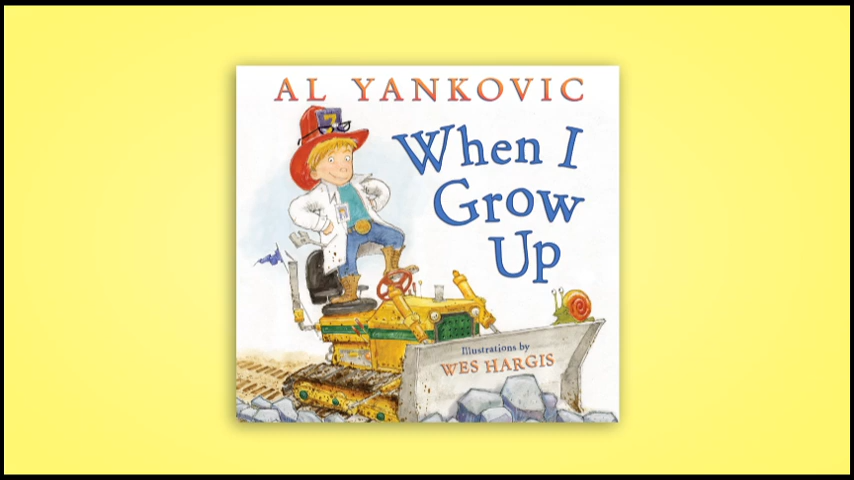 AL YANKOVIC
When I
Grow
Up
Illustrations by
WES HARGIS